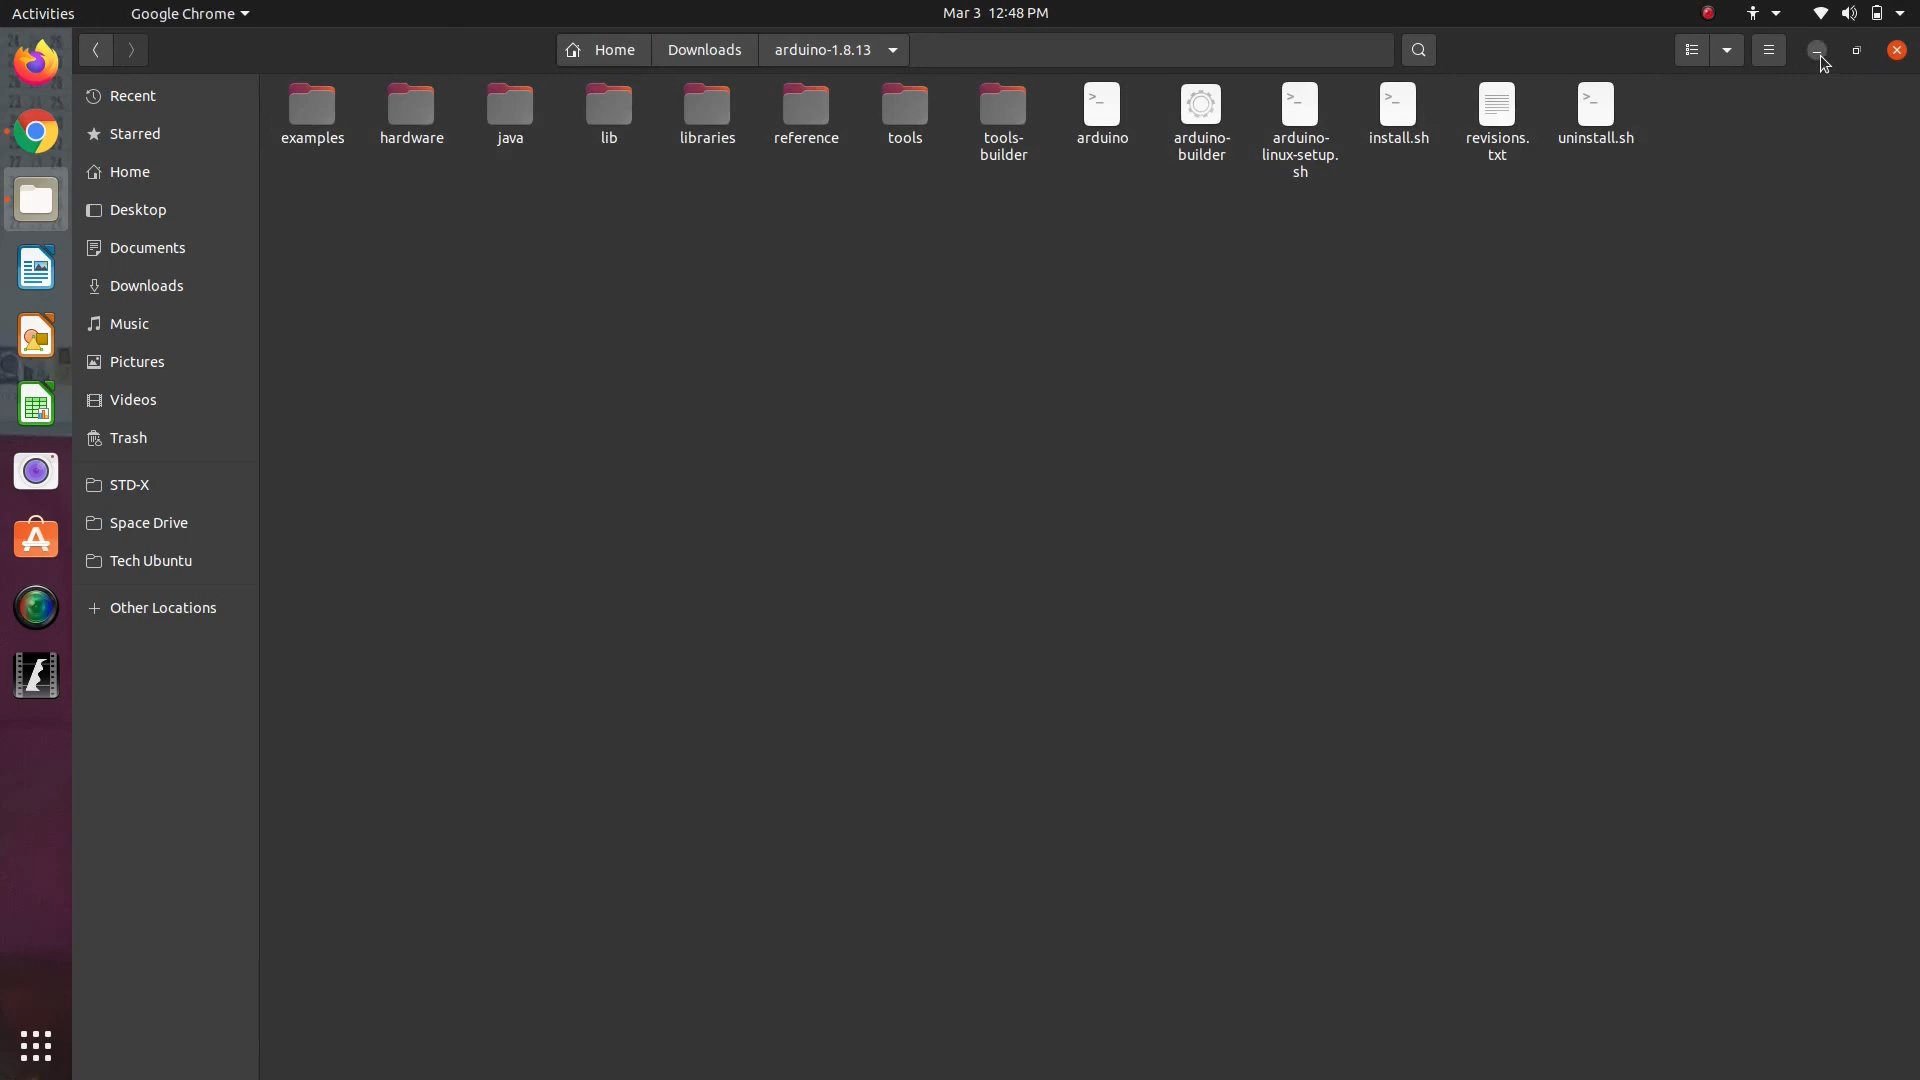 Activities
Google Chrome
Mar 3 12:48 PM
Home
Downloads
arduino-1.8.13
Recent
Starred
Home
Desktop
Documents
Downloads
Music
Pictures
Videos
Trash
STD-X
Space Drive
Tech Ubuntu
Other Locations
examples
hardware
java
lib
libraries
reference
tools
tools-
builder
arduino
arduino-
builder
arduino-
linux-setup.
sh
install.sh
revisions.
txt
uninstall.sh